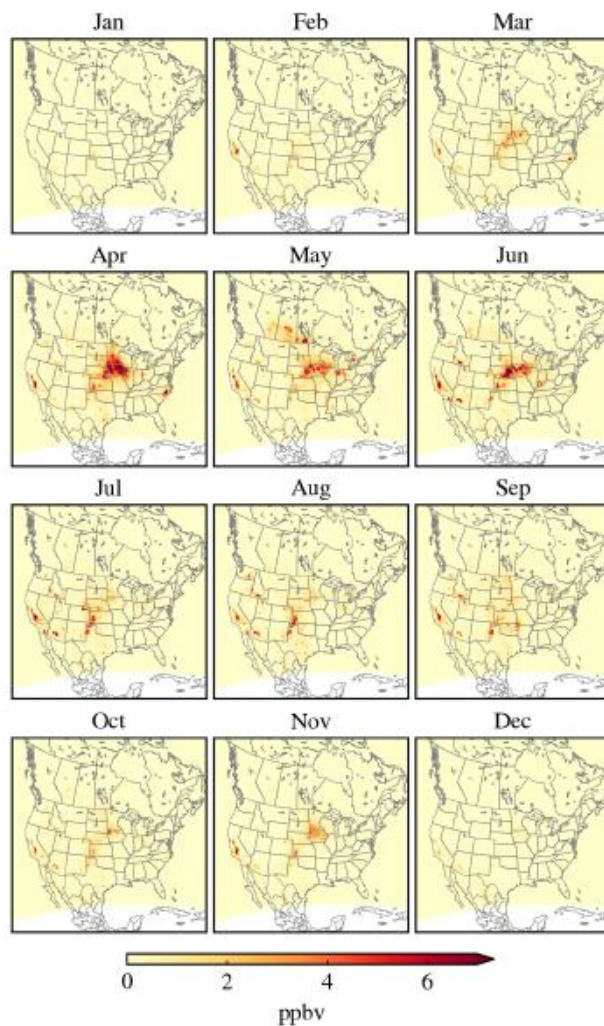 Jan Feb Mar
Apr May Jun
Jul Aug Sep
Oct Nov Dec
0 2 4 6
ppbv